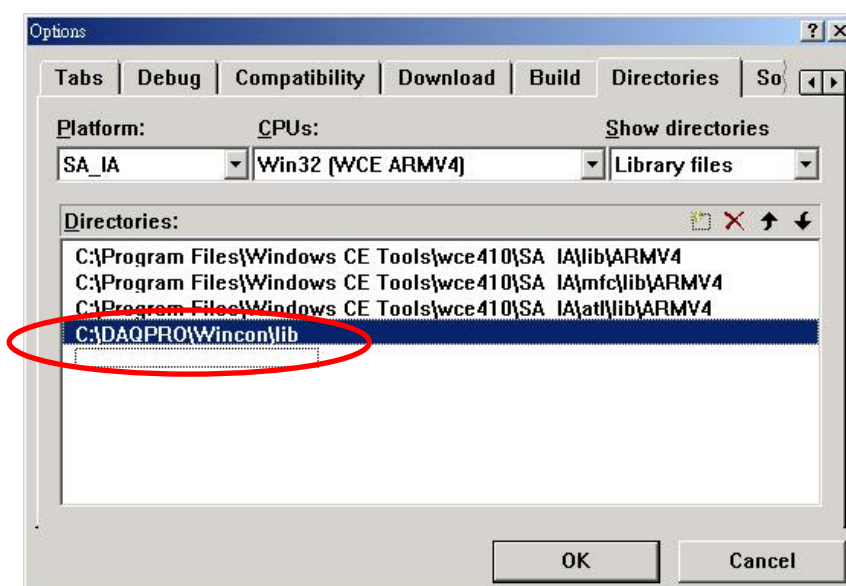 Options
Tabs Debug Compatibility Download Build Directories So
Platform: CPUs: Show directories
SA_IA Win32 (WCE ARMV4) Library files
Directories:
C:\Program Files\Windows CE Tools\wce410\SA_IA\lib\ARMV4
C:\Program Files\Windows CE Tools\wce410\SA_IA\mfc\lib\ARMV4
C:\Program Files\Windows CE Tools\wce410\SA_IA\atl\lib\ARMV4
C:\DAQPRO\Wincon\lib
OK Cancel